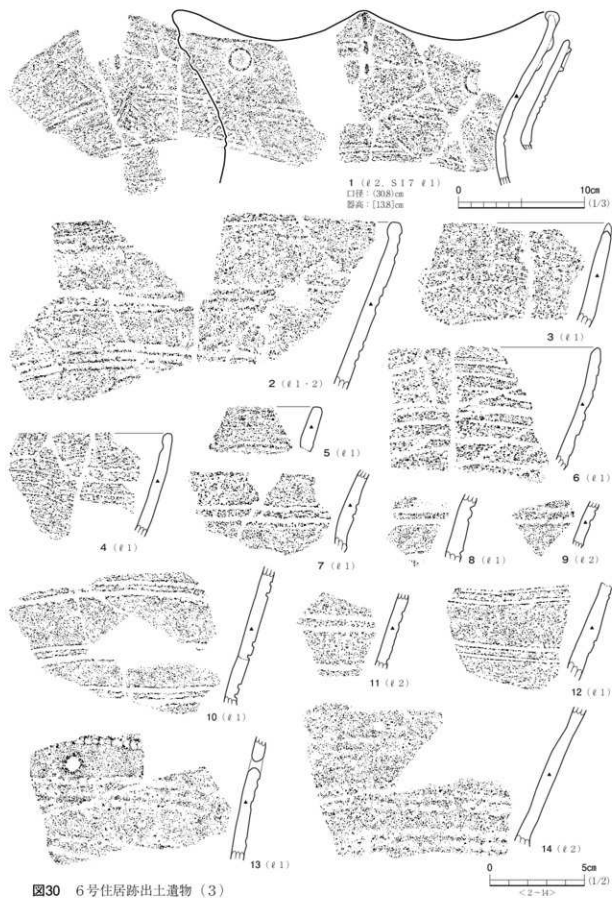 1（ℓ2，SI7 ℓ1）
口径：(30.8)cm
器高：[13.8]cm
0 10cm
(1/3)
2（ℓ1・2）
3（ℓ1）
4（ℓ1）
5（ℓ1）
6（ℓ1）
7（ℓ1）
8（ℓ1）
9（ℓ2）
10（ℓ1）
11（ℓ2）
12（ℓ1）
13（ℓ1）
14（ℓ2）
0 5cm
(1/2)
<2~14>
図30 6号住居跡出土遺物（3）